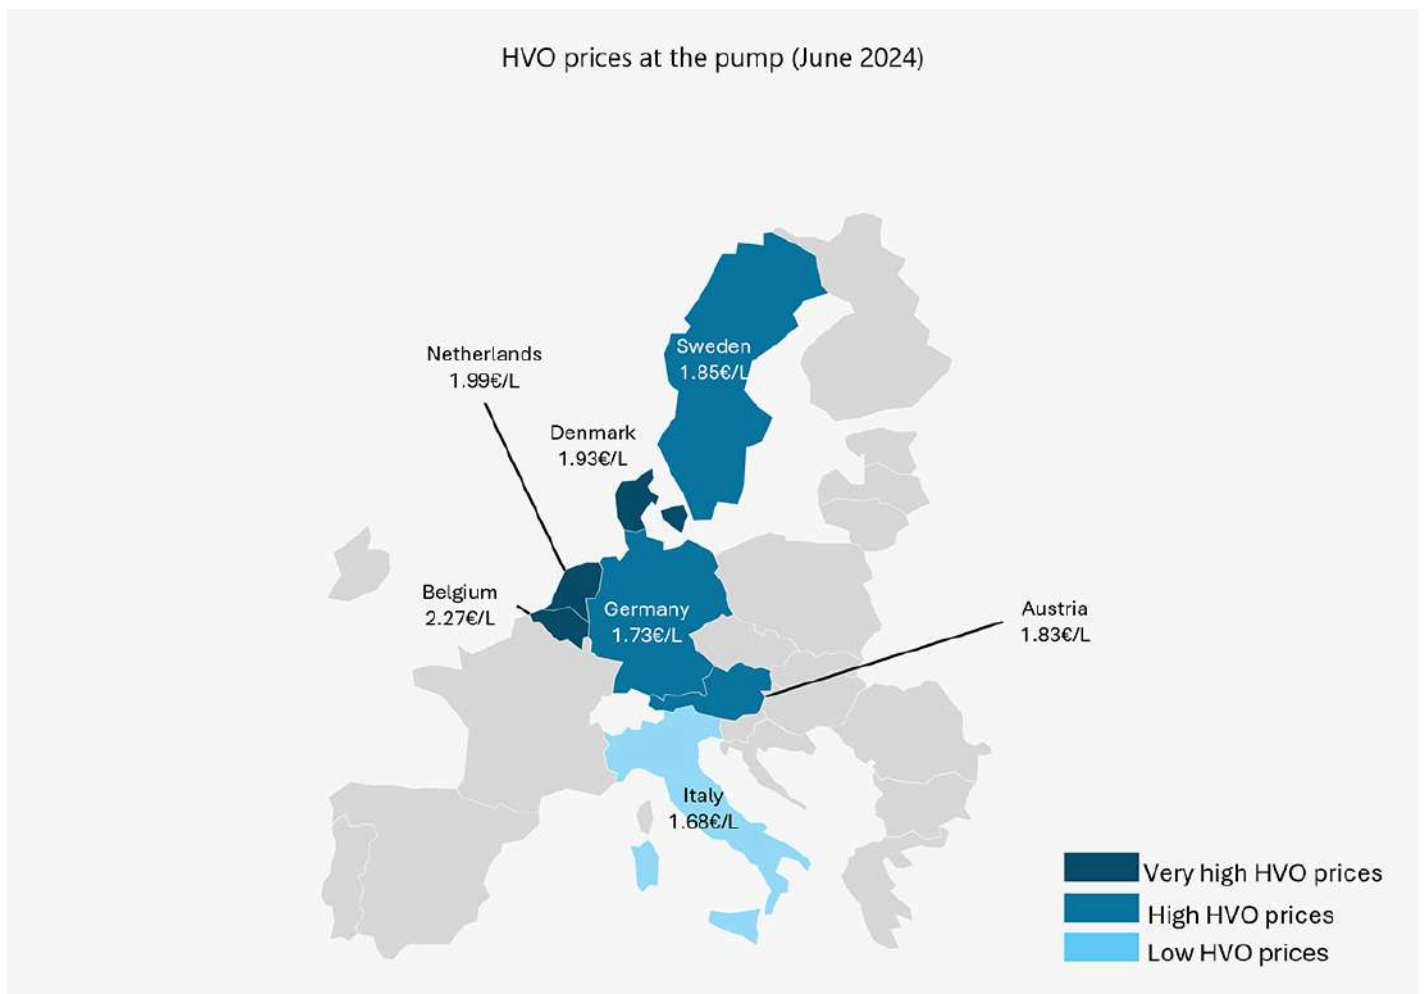 HVO prices at the pump (June 2024)
Sweden
1.85€/L
Netherlands
1.99€/L
Denmark
1.93€/L
Belgium
2.27€/L
Germany
1.73€/L
Austria
1.83€/L
Italy
1.68€/L
Very high HVO prices
High HVO prices
Low HVO prices